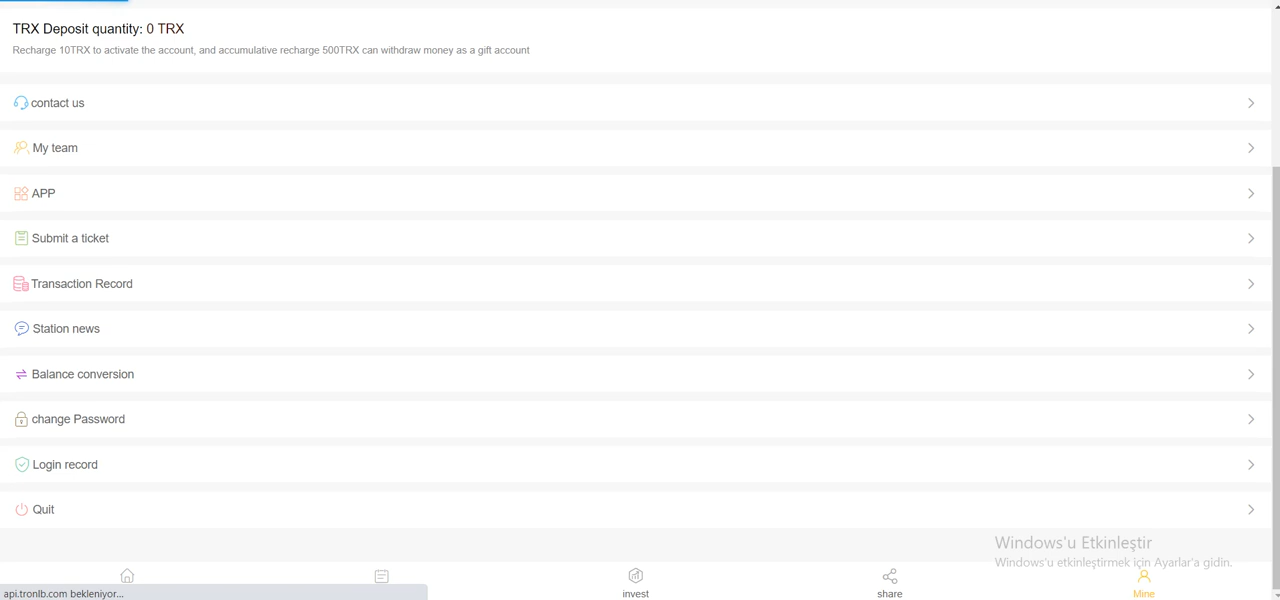 TRX Deposit quantity: 0 TRX
Recharge 10TRX to activate the account, and accumulative recharge 500TRX can withdraw money as a gift account
contact us
My team
APP
Submit a ticket
Transaction Record
Station news
Balance conversion
change Password
Login record
Quit
Windows'u Etkinleştir
Windows'u etkinleştirmek için Ayarlar'a gidin.
api.tronlb.com bekleniyor...
invest
share
Mine